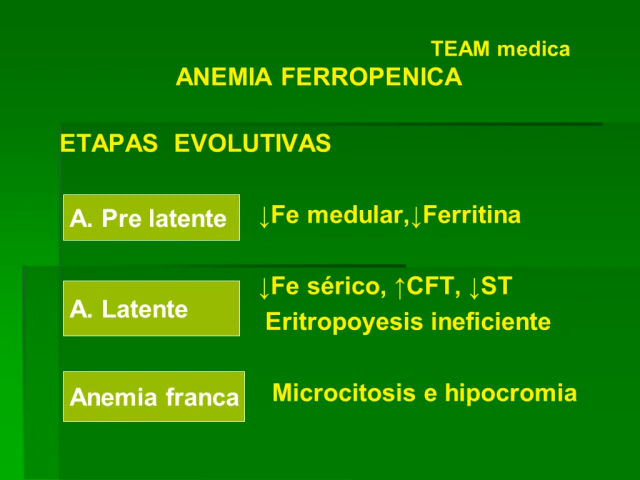 TEAM medica
ANEMIA FERROPENICA
ETAPAS EVOLUTIVAS
A. Pre latente
↓Fe medular,↓Ferritina
A. Latente
↓Fe sérico, ↑CFT, ↓ST
Eritropoyesis ineficiente
Anemia franca
Microcitosis e hipocromia